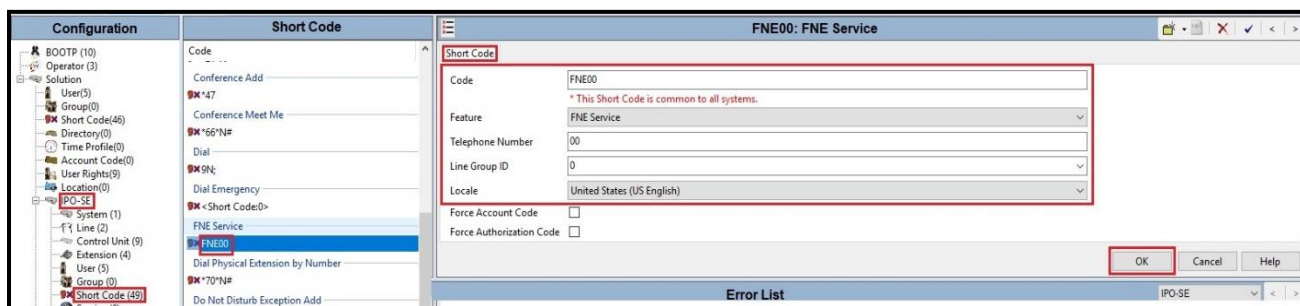 Configuration
BOOTP (10)
Operator (3)
Solution
User(5)
Group(0)
Short Code(46)
Directory(0)
Time Profile(0)
Account Code(0)
User Rights(9)
Location(0)
IPO-SE
System (1)
Line (2)
Control Unit (9)
Extension (4)
User (5)
Group (0)
Short Code (49)
Short Code
Code
Conference Add
*47
Conference Meet Me
*66*N#
Dial
9N;
Dial Emergency
<Short Code:0>
FNE Service
FNE00
Dial Physical Extension by Number
*70*N#
Do Not Disturb Exception Add
FNE00: FNE Service
Short Code
Code FNE00
* This Short Code is common to all systems.
Feature FNE Service
Telephone Number 00
Line Group ID 0
Locale United States (US English)
Force Account Code
Force Authorization Code
OK Cancel Help
Error List IPO-SE